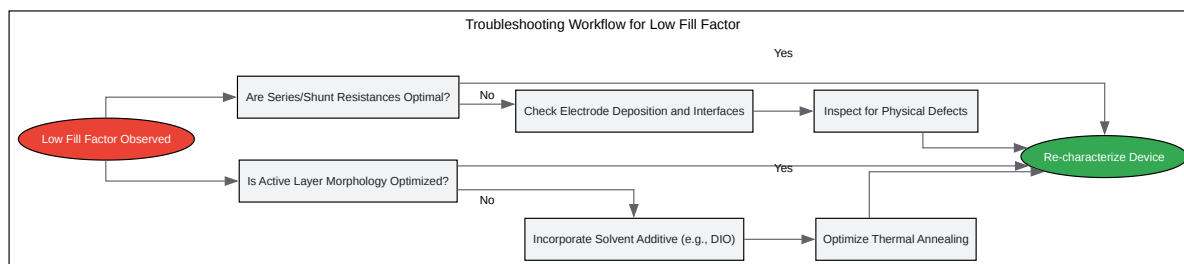 Troubleshooting Workflow for Low Fill Factor
Yes
Are Series/Shunt Resistances Optimal?
No
Check Electrode Deposition and Interfaces
Inspect for Physical Defects
Low Fill Factor Observed
Re-characterize Device
Is Active Layer Morphology Optimized?
Yes
No
Incorporate Solvent Additive (e.g., DIO)
Optimize Thermal Annealing